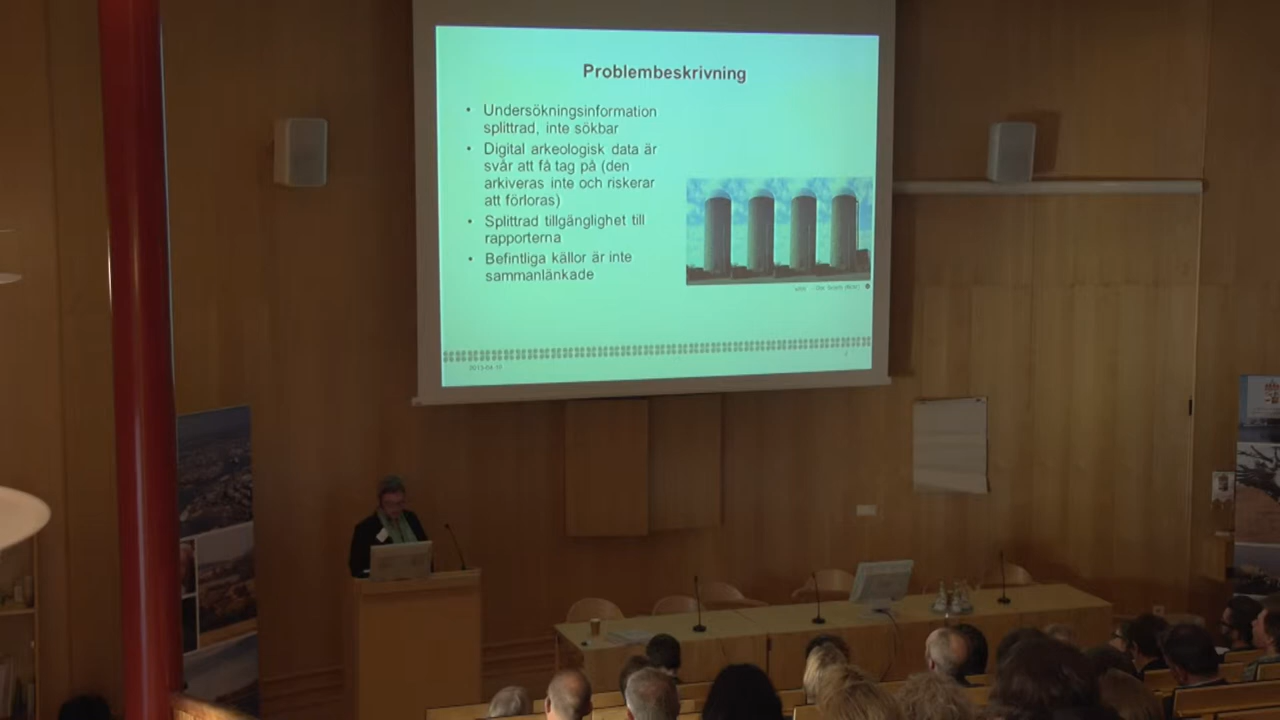 Problembeskrivning
• Undersökningsinformation
splittrad, inte sökbar
• Digital arkeologisk data är
svår att få tag på (den
arkiveras inte och riskerar
att förloras)
• Splittrad tillgänglighet till
rapporterna
• Befintliga källor är inte
sammanlänkade